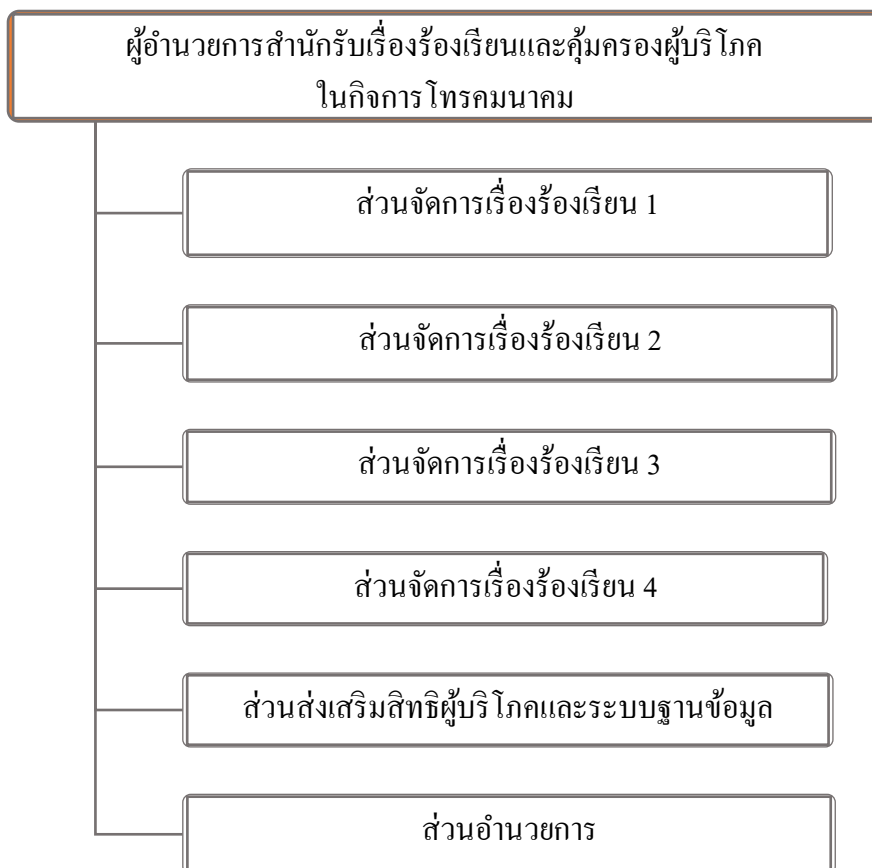 ผู้อำนวยการสำนักรับเรื่องร้องเรียนและคุ้มครองผู้บริโภค
ในกิจการโทรคมนาคม
ส่วนจัดการเรื่องร้องเรียน 1
ส่วนจัดการเรื่องร้องเรียน 2
ส่วนจัดการเรื่องร้องเรียน 3
ส่วนจัดการเรื่องร้องเรียน 4
ส่วนส่งเสริมสิทธิผู้บริโภคและระบบฐานข้อมูล
ส่วนอำนวยการ